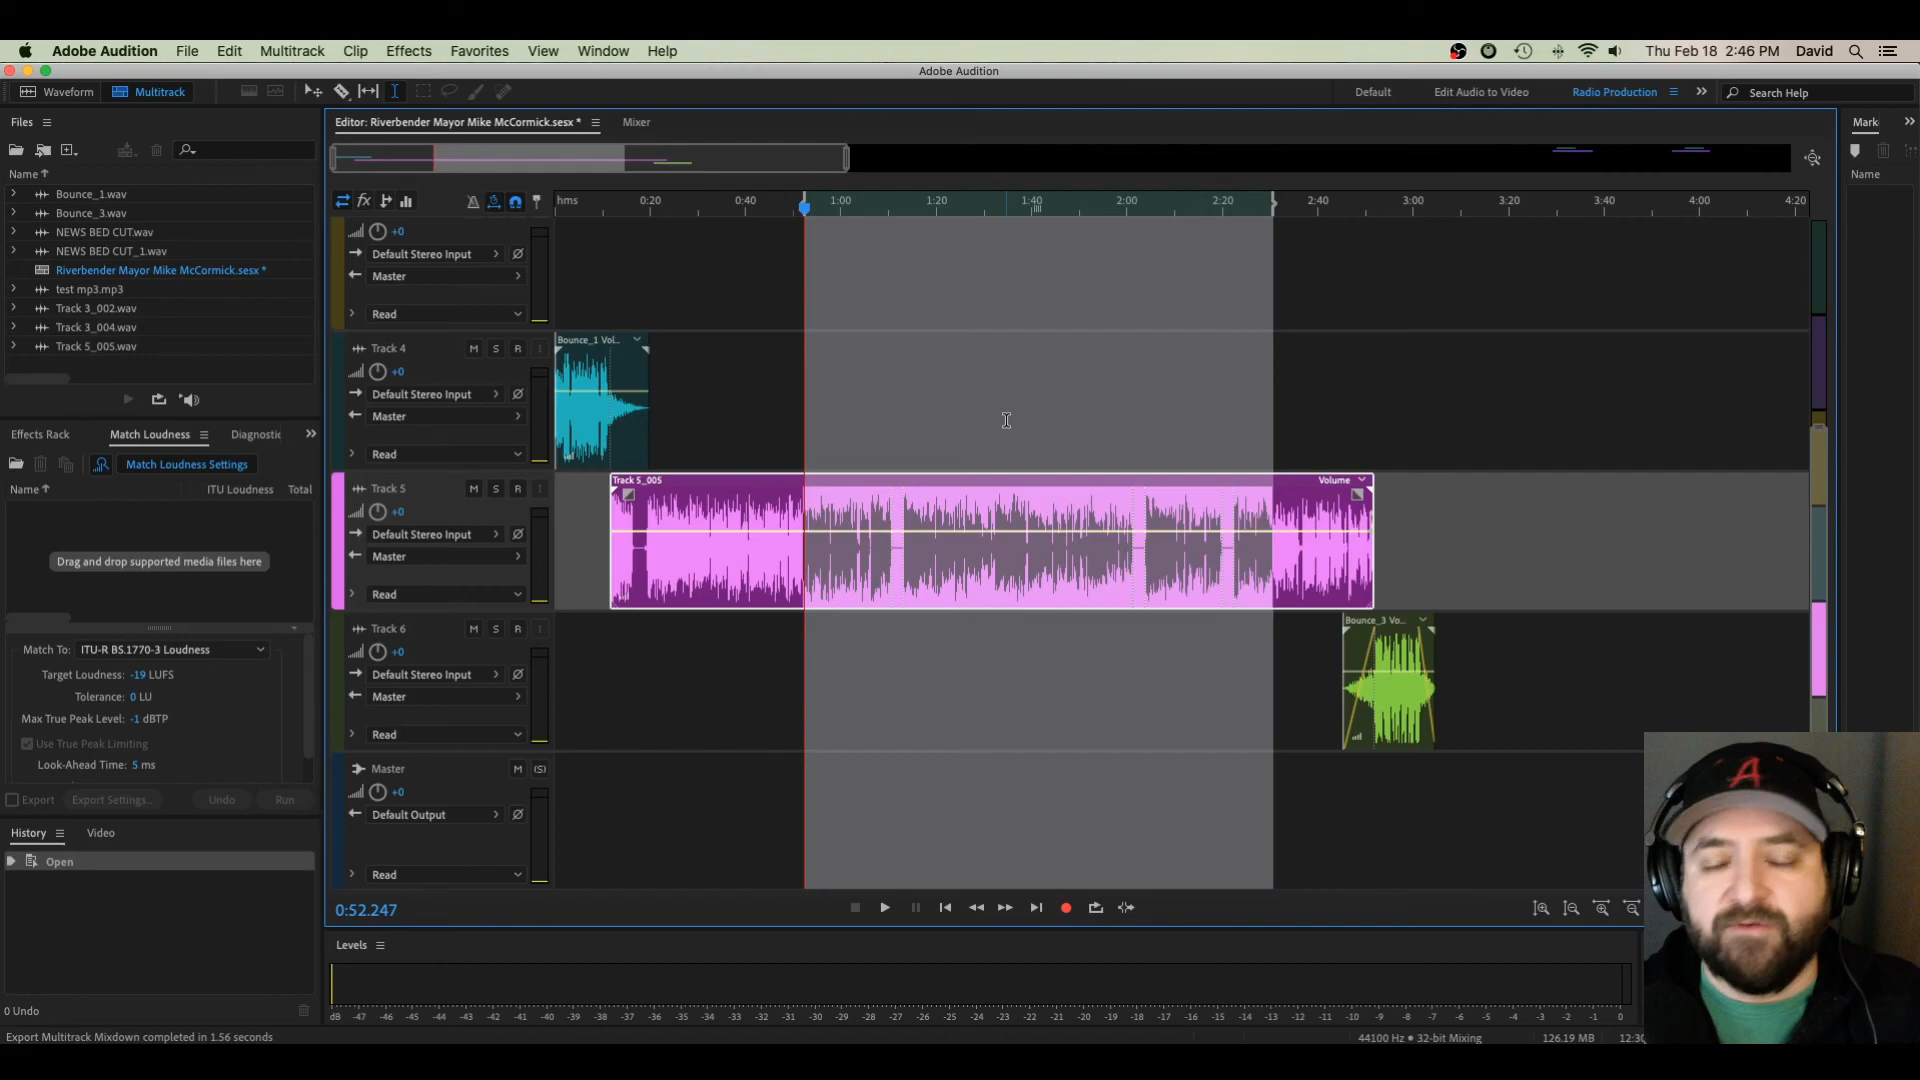 Adobe Audition File Edit Multitrack Clip Effects Favorites View Window Help Thu Feb 18 2:46 PM David
Adobe Audition
Waveform Multitrack Default Edit Audio to Video Radio Production Search Help
Files
Name
Bounce_1.wav
Bounce_3.wav
NEWS BED CUT.wav
NEWS BED CUT_1.wav
Riverbender Mayor Mike McCormick.sesx *
test mp3.mp3
Track 3_002.wav
Track 3_004.wav
Track 5_005.wav
Effects Rack Match Loudness Diagnostic
Match Loudness Settings
Name ITU Loudness Total
Drag and drop supported media files here
Match To: ITU-R BS.1770-3 Loudness
Target Loudness: -19 LUFS
Tolerance: 0 LU
Max True Peak Level: -1 dBTP
Use True Peak Limiting
Look-Ahead Time: 5 ms
Export Export Settings... Undo Run
History Video
Open
0 Undo
Export Multitrack Mixdown completed in 1.56 seconds
Editor: Riverbender Mayor Mike McCormick.sesx * Mixer
fx
hms 0:20 0:40 1:00 1:20 1:40 2:00 2:20 2:40 3:00 3:20 3:40 4:00 4:20
+0
Default Stereo Input
Master
Read
Track 4 M S R I
+0
Default Stereo Input
Master
Read
Bounce_1 Vol...
Track 5 M S R I
+0
Default Stereo Input
Master
Read
Track 5_005 Volume
Track 6 M S R I
+0
Default Stereo Input
Master
Read
Bounce_3 Vo...
Master M (S)
+0
Default Output
Read
0:52.247
Levels
dB -47 -46 -45 -44 -43 -42 -41 -40 -39 -38 -37 -36 -35 -34 -33 -32 -31 -30 -29 -28 -27 -26 -25 -24 -23 -22 -21 -20 -19 -18 -17 -16 -15 -14 -13 -12 -11 -10 -9 -8 -7 -6 -5 -4 -3 -2 -1 0
44100 Hz • 32-bit Mixing 126.19 MB 12:30
Mark
Name
A